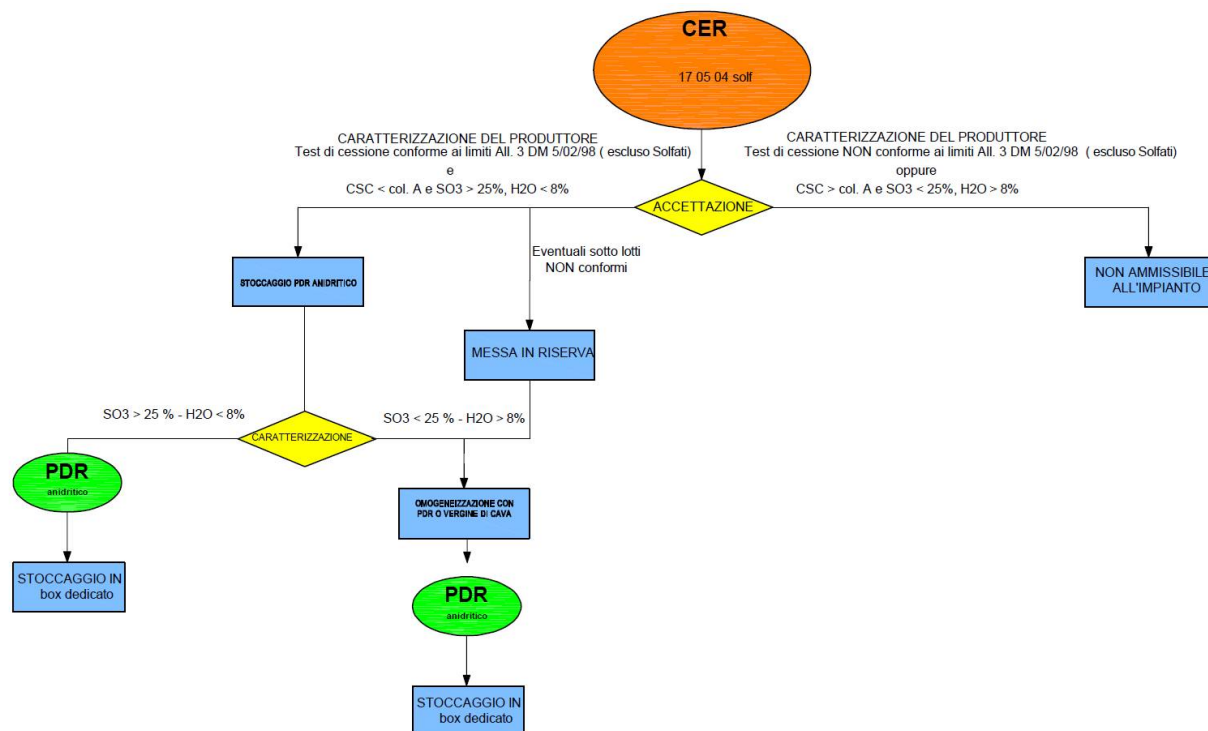 CER
17 05 04 solf
CARATTERIZZAZIONE DEL PRODUTTORE
Test di cessione conforme ai limiti All. 3 DM 5/02/98 ( escluso Solfati)
e
CSC < col. A e SO3 > 25%, H2O < 8%
CARATTERIZZAZIONE DEL PRODUTTORE
Test di cessione NON conforme ai limiti All. 3 DM 5/02/98 ( escluso Solfati)
oppure
CSC > col. A e SO3 < 25%, H2O > 8%
ACCETTAZIONE
Eventuali sotto lotti
NON conformi
STOCCAGGIO PDR ANIDRITICO
NON AMMISSIBILE
ALL'IMPIANTO
MESSA IN RISERVA
SO3 > 25 % - H2O < 8%
CARATTERIZZAZIONE
SO3 < 25 % - H2O > 8%
PDR
anidritico
OMOGENEIZZAZIONE CON
PDR O VERGINE DI CAVA
STOCCAGGIO IN
box dedicato
PDR
anidritico
STOCCAGGIO IN
box dedicato